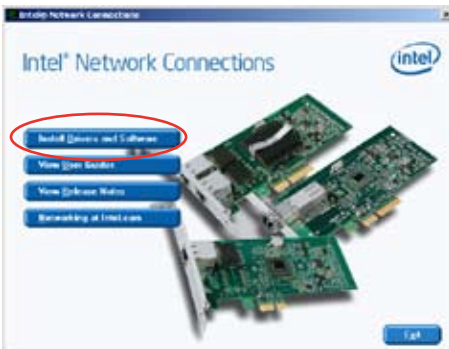 Intel® Network Connections
Intel® Network Connections
intel
Install Drivers and Software
View User Guides
View Release Notes
Networking at Intel.com
Exit